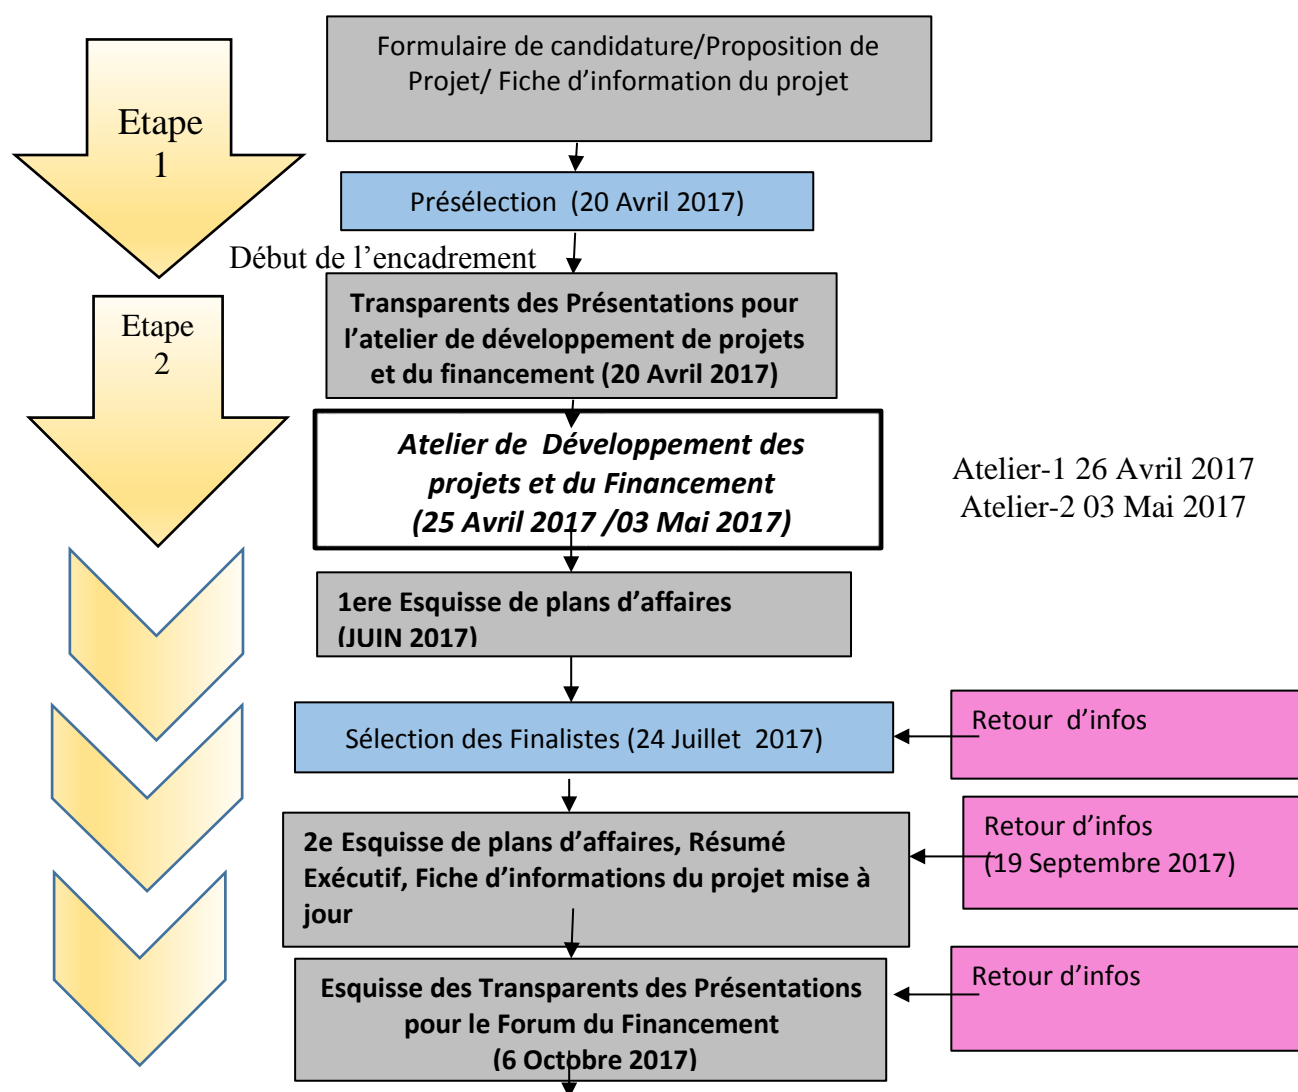 Formulaire de candidature/Proposition de
Projet/ Fiche d’information du projet
Etape
1
Présélection (20 Avril 2017)
Début de l’encadrement
Transparents des Présentations pour
l’atelier de développement de projets
et du financement (20 Avril 2017)
Etape
2
Atelier de Développement des
projets et du Financement
(25 Avril 2017 /03 Mai 2017)
Atelier-1 26 Avril 2017
Atelier-2 03 Mai 2017
1ere Esquisse de plans d’affaires
(JUIN 2017)
Sélection des Finalistes (24 Juillet 2017)
Retour d’infos
2e Esquisse de plans d’affaires, Résumé
Exécutif, Fiche d’informations du projet mise à
jour
Retour d’infos
(19 Septembre 2017)
Esquisse des Transparents des Présentations
pour le Forum du Financement
(6 Octobre 2017)
Retour d’infos